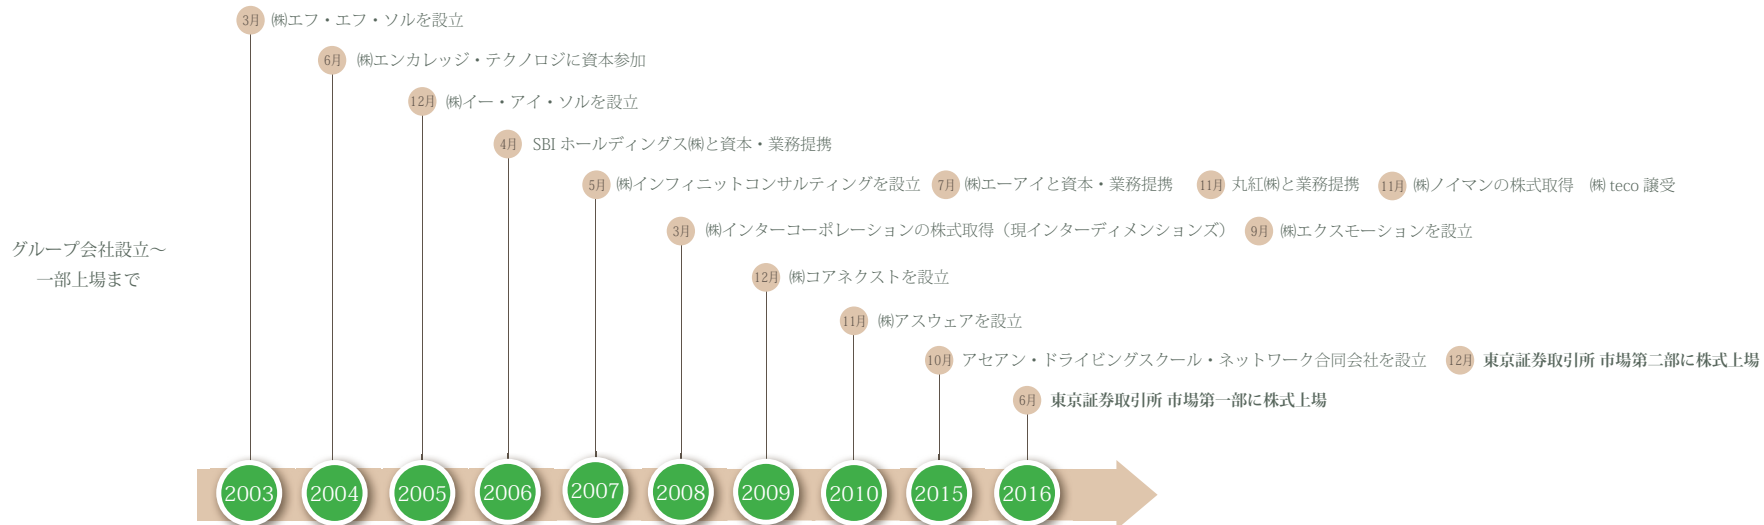 3月 ㈱エフ・エフ・ソルを設立
6月 ㈱エンカレッジ・テクノロジに資本参加
12月 ㈱イー・アイ・ソルを設立
4月 SBI ホールディングス㈱と資本・業務提携
5月 ㈱インフィニットコンサルティングを設立 7月 ㈱エーアイと資本・業務提携 11月 丸紅㈱と業務提携 11月 ㈱ノイマンの株式取得 ㈱ teco 譲受
3月 ㈱インターコーポレーションの株式取得（現インターディメンションズ） 9月 ㈱エクスモーションを設立
グループ会社設立～
一部上場まで
12月 ㈱コアネクストを設立
11月 ㈱アスウェアを設立
10月 アセアン・ドライビングスクール・ネットワーク合同会社を設立 12月 東京証券取引所 市場第二部に株式上場
6月 東京証券取引所 市場第一部に株式上場
2003 2004 2005 2006 2007 2008 2009 2010 2015 2016